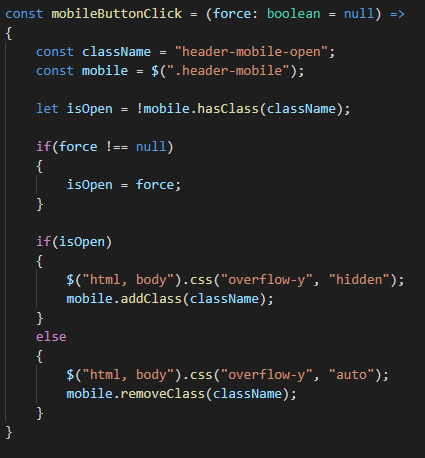 const mobileButtonClick = (force: boolean = null) =>
{
    const className = "header-mobile-open";
    const mobile = $(".header-mobile");

    let isOpen = !mobile.hasClass(className);

    if(force !== null)
    {
        isOpen = force;
    }

    if(isOpen)
    {
        $("html, body").css("overflow-y", "hidden");
        mobile.addClass(className);
    }
    else
    {
        $("html, body").css("overflow-y", "auto");
        mobile.removeClass(className);
    }
}